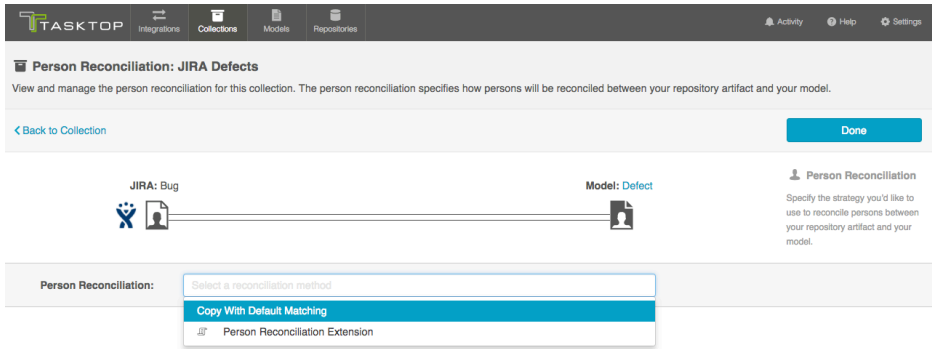 TASKTOP
Integrations
Collections
Models
Repositories
Activity
Help
Settings
Person Reconciliation: JIRA Defects
View and manage the person reconciliation for this collection. The person reconciliation specifies how persons will be reconciled between your repository artifact and your model.
Back to Collection
Done
JIRA: Bug
Model: Defect
Person Reconciliation
Specify the strategy you'd like to
use to reconcile persons between
your repository artifact and your
model.
Person Reconciliation:
Select a reconciliation method
Copy With Default Matching
Person Reconciliation Extension